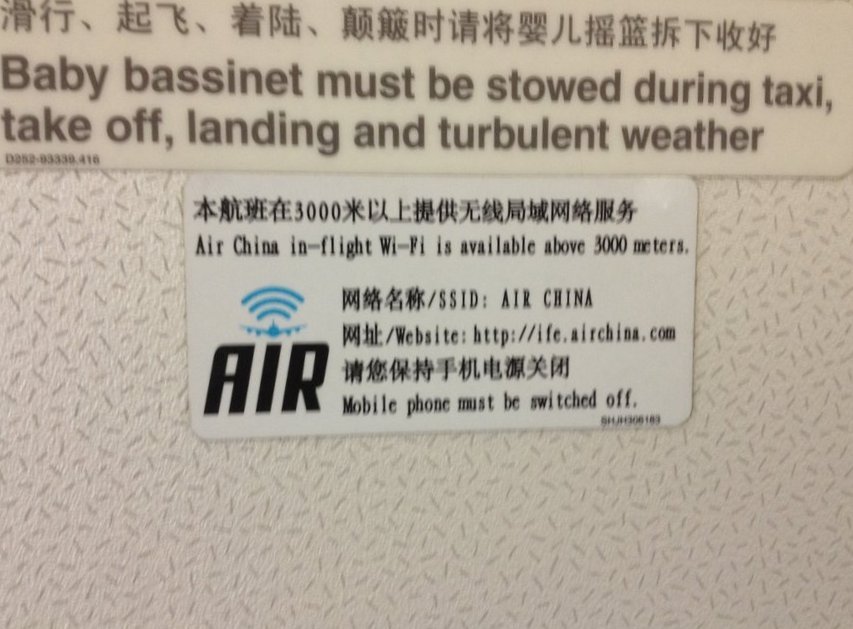 滑行、起飞、着陆、颠簸时请将婴儿摇篮拆下收好
Baby bassinet must be stowed during taxi,
take off, landing and turbulent weather
D252-93339-416
本航班在3000米以上提供无线局域网络服务
Air China in-flight Wi-Fi is available above 3000 meters.
网络名称/SSID: AIR CHINA
网址/Website: http://ife.airchina.com
AIR
请您保持手机电源关闭
Mobile phone must be switched off.
SHJH306183